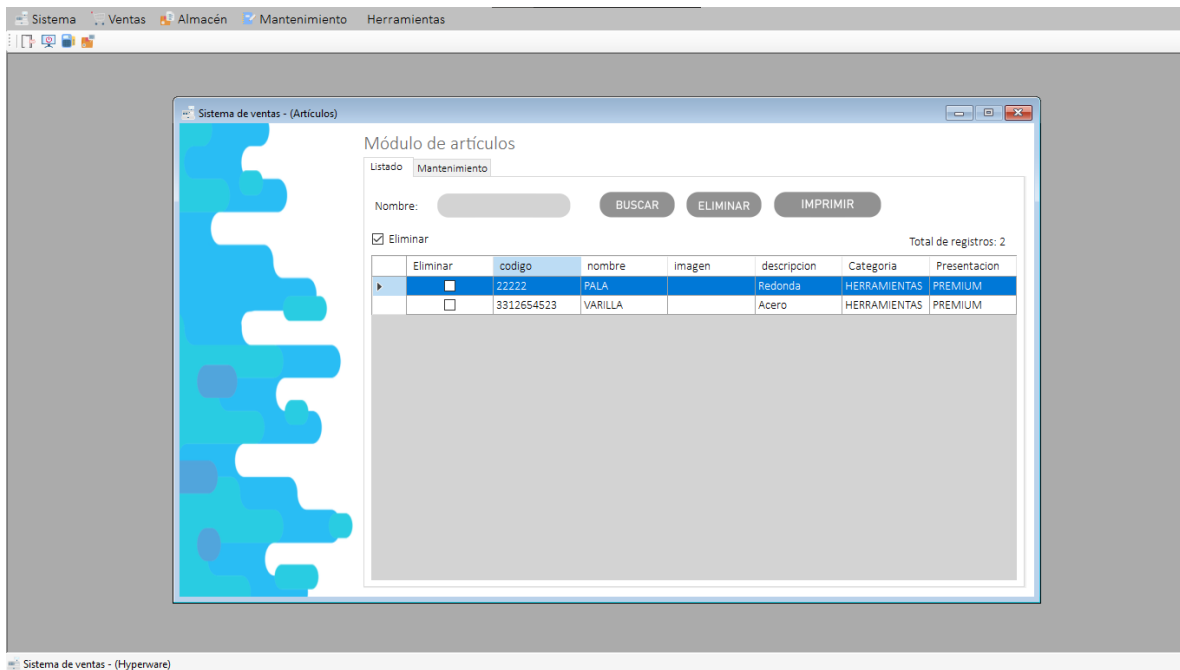 Sistema Ventas Almacén Mantenimiento Herramientas
Sistema de ventas - (Artículos)
Módulo de artículos
Listado Mantenimiento
Nombre: BUSCAR ELIMINAR IMPRIMIR
Eliminar Total de registros: 2
Eliminar codigo nombre imagen descripcion Categoria Presentacion
22222 PALA Redonda HERRAMIENTAS PREMIUM
3312654523 VARILLA Acero HERRAMIENTAS PREMIUM
Sistema de ventas - (Hyperware)